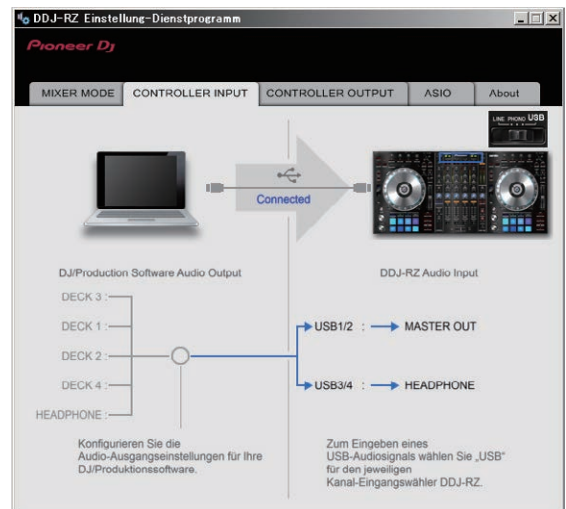 DDJ-RZ Einstellung-Dienstprogramm
Pioneer Dj
MIXER MODE
CONTROLLER INPUT
CONTROLLER OUTPUT
ASIO
About
LINE PHONO USB
Connected
DJ/Production Software Audio Output
DDJ-RZ Audio Input
DECK 3 :
DECK 1 :
DECK 2 :
DECK 4 :
HEADPHONE :
USB1/2 : MASTER OUT
USB3/4 : HEADPHONE
Konfigurieren Sie die
Audio-Ausgangseinstellungen für Ihre
DJ/Produktionssoftware.
Zum Eingeben eines
USB-Audiosignals wählen Sie „USB"
für den jeweiligen
Kanal-Eingangswähler DDJ-RZ.